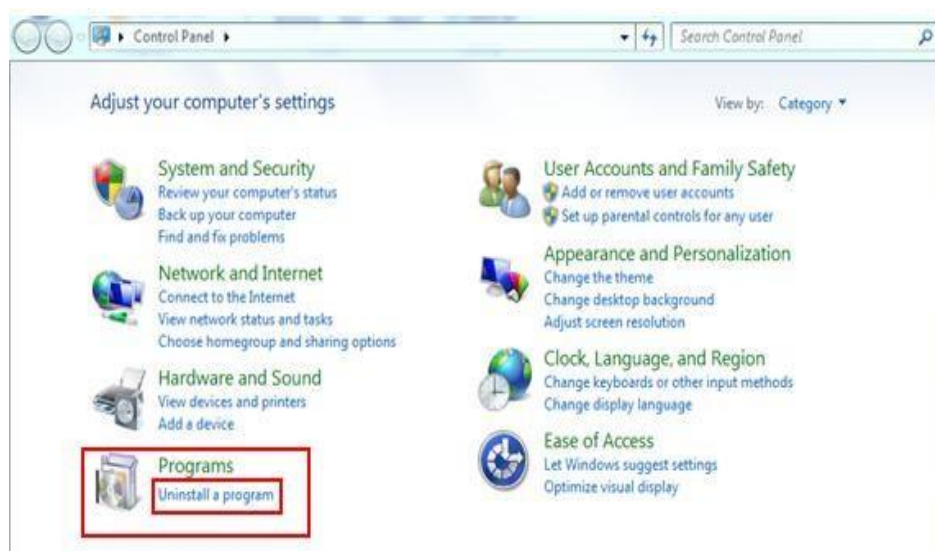 Control Panel
Search Control Panel
Adjust your computer's settings
View by: Category
System and Security
Review your computer's status
Back up your computer
Find and fix problems
Network and Internet
Connect to the Internet
View network status and tasks
Choose homegroup and sharing options
Hardware and Sound
View devices and printers
Add a device
Programs
Uninstall a program
User Accounts and Family Safety
Add or remove user accounts
Set up parental controls for any user
Appearance and Personalization
Change the theme
Change desktop background
Adjust screen resolution
Clock, Language, and Region
Change keyboards or other input methods
Change display language
Ease of Access
Let Windows suggest settings
Optimize visual display